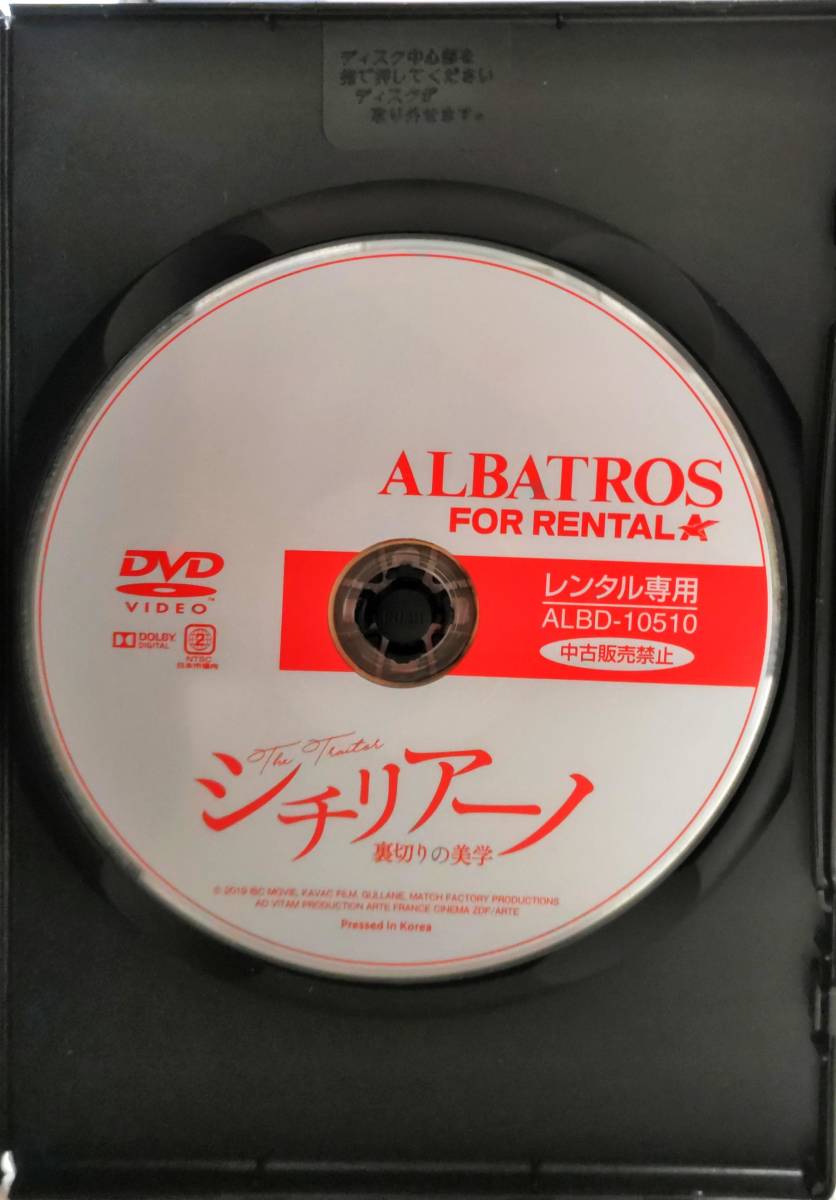 ディスク中心部を
指で押してください
ディスクが
取り外せます。
ALBATROS
FOR RENTAL
DVD
VIDEO
TM
レンタル専用
ALBD-10510
中古販売禁止
DOLBY
DIGITAL
2
NTSC
日本市場向
The Traitor
シチリアーノ
裏切りの美学
© 2019 IBC MOVIE, KAVAC FILM, GULLANE, MATCH FACTORY PRODUCTIONS
AD VITAM PRODUCTION ARTE FRANCE CINEMA ZDF/ARTE
Pressed in Korea